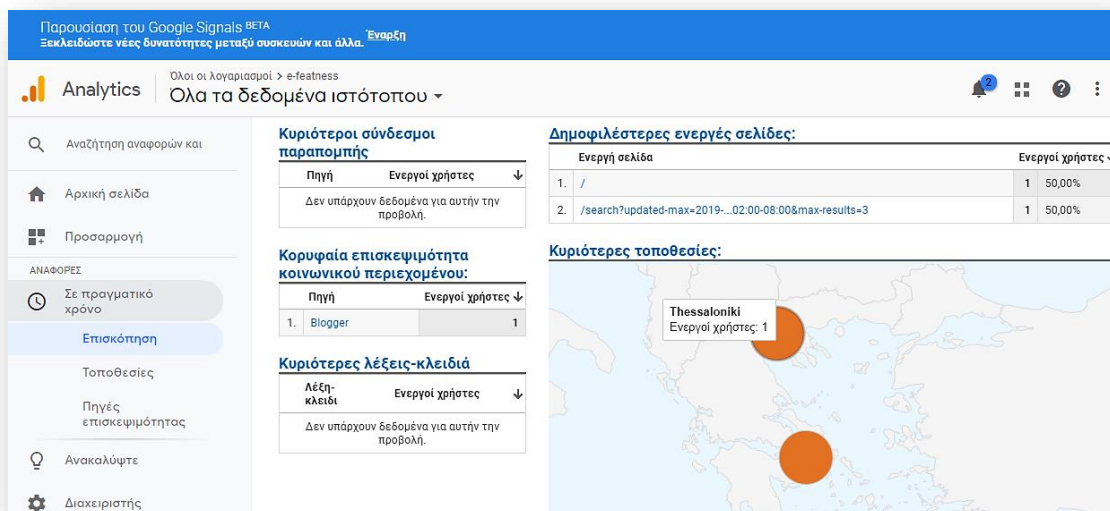 Παρουσίαση του Google Signals BETA
Ξεκλειδώστε νέες δυνατότητες μεταξύ συσκευών και άλλα. Έναρξη
Analytics
Όλοι οι λογαριασμοί > e-featness
Όλα τα δεδομένα ιστότοπου
2
Αναζήτηση αναφορών και
Αρχική σελίδα
Προσαρμογή
ΑΝΑΦΟΡΕΣ
Σε πραγματικό
χρόνο
Επισκόπηση
Τοποθεσίες
Πηγές
επισκεψιμότητας
Ανακαλύψτε
Διαχειριστής
Κυριότεροι σύνδεσμοι
παραπομπής
Πηγή Ενεργοί χρήστες
Δεν υπάρχουν δεδομένα για αυτήν την
προβολή.
Κορυφαία επισκεψιμότητα
κοινωνικού περιεχομένου:
Πηγή Ενεργοί χρήστες
1. Blogger 1
Κυριότερες λέξεις-κλειδιά
Λέξη-
κλειδι Ενεργοί χρήστες
Δεν υπάρχουν δεδομένα για αυτήν την
προβολή.
Δημοφιλέστερες ενεργές σελίδες:
Ενεργή σελίδα Ενεργοί χρήστες
1. / 1 50,00%
2. /search?updated-max=2019-...02:00-08:00&max-results=3 1 50,00%
Κυριότερες τοποθεσίες:
Thessaloniki
Ενεργοί χρήστες: 1